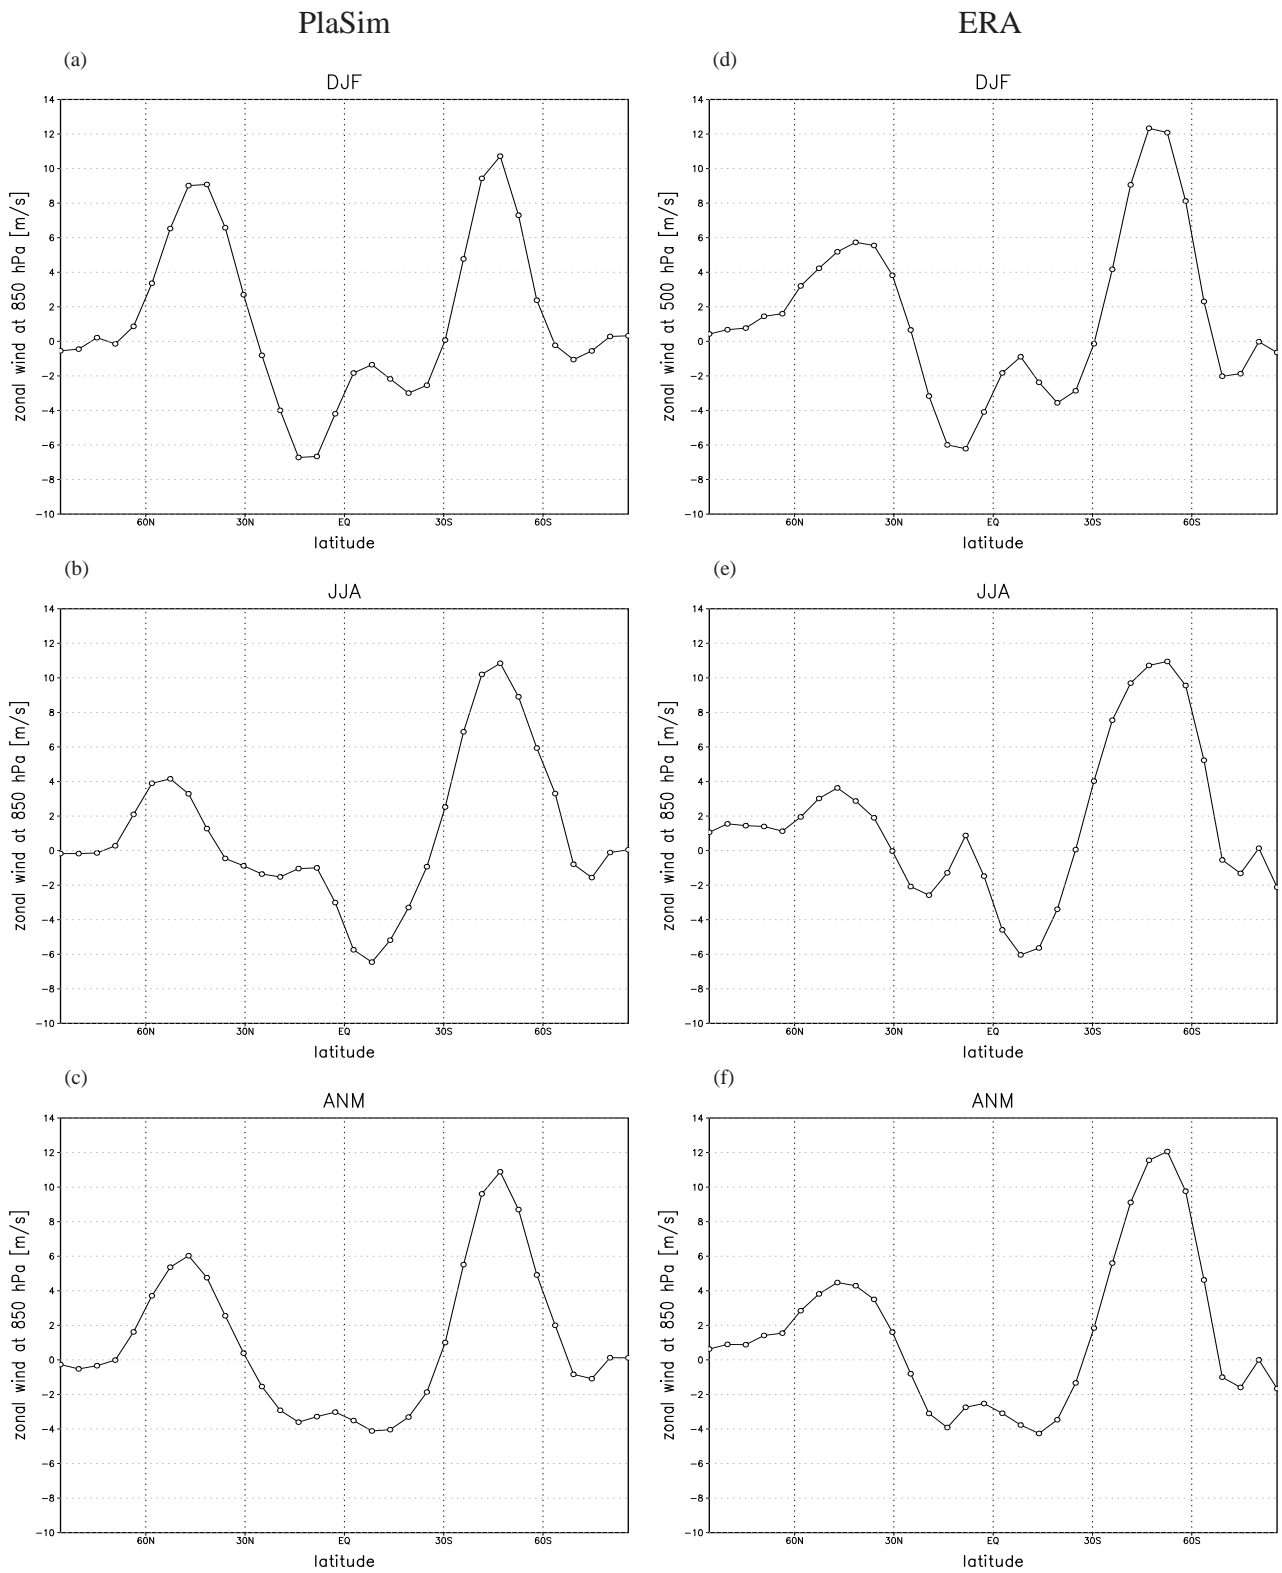 PlaSim
ERA
(a)
(d)
DJF
DJF
14
12
10
8
6
4
2
0
−2
−4
−6
−8
−10
zonal wind at 850 hPa [m/s]
60N 30N EQ 30S 60S
latitude
14
12
10
8
6
4
2
0
−2
−4
−6
−8
−10
zonal wind at 500 hPa [m/s]
60N 30N EQ 30S 60S
latitude
(b)
(e)
JJA
JJA
14
12
10
8
6
4
2
0
−2
−4
−6
−8
−10
zonal wind at 850 hPa [m/s]
60N 30N EQ 30S 60S
latitude
14
12
10
8
6
4
2
0
−2
−4
−6
−8
−10
zonal wind at 850 hPa [m/s]
60N 30N EQ 30S 60S
latitude
(c)
(f)
ANM
ANM
14
12
10
8
6
4
2
0
−2
−4
−6
−8
−10
zonal wind at 850 hPa [m/s]
60N 30N EQ 30S 60S
latitude
14
12
10
8
6
4
2
0
−2
−4
−6
−8
−10
zonal wind at 850 hPa [m/s]
60N 30N EQ 30S 60S
latitude